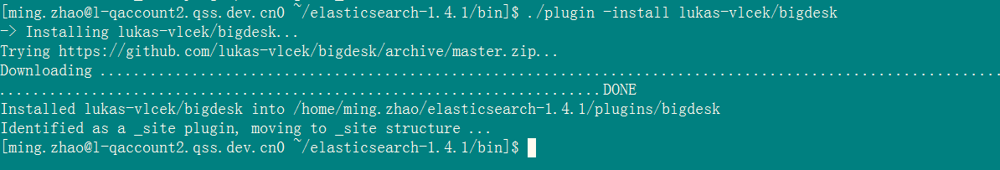 [ming.zhao@l-qaccount2.qss.dev.cn0 ~/elasticsearch-1.4.1/bin]$ ./plugin -install lukas-vlcek/bigdesk
-> Installing lukas-vlcek/bigdesk...
Trying https://github.com/lukas-vlcek/bigdesk/archive/master.zip...
Downloading ............................................................................................................
........................................................................DONE
Installed lukas-vlcek/bigdesk into /home/ming.zhao/elasticsearch-1.4.1/plugins/bigdesk
Identified as a _site plugin, moving to _site structure ...
[ming.zhao@l-qaccount2.qss.dev.cn0 ~/elasticsearch-1.4.1/bin]$